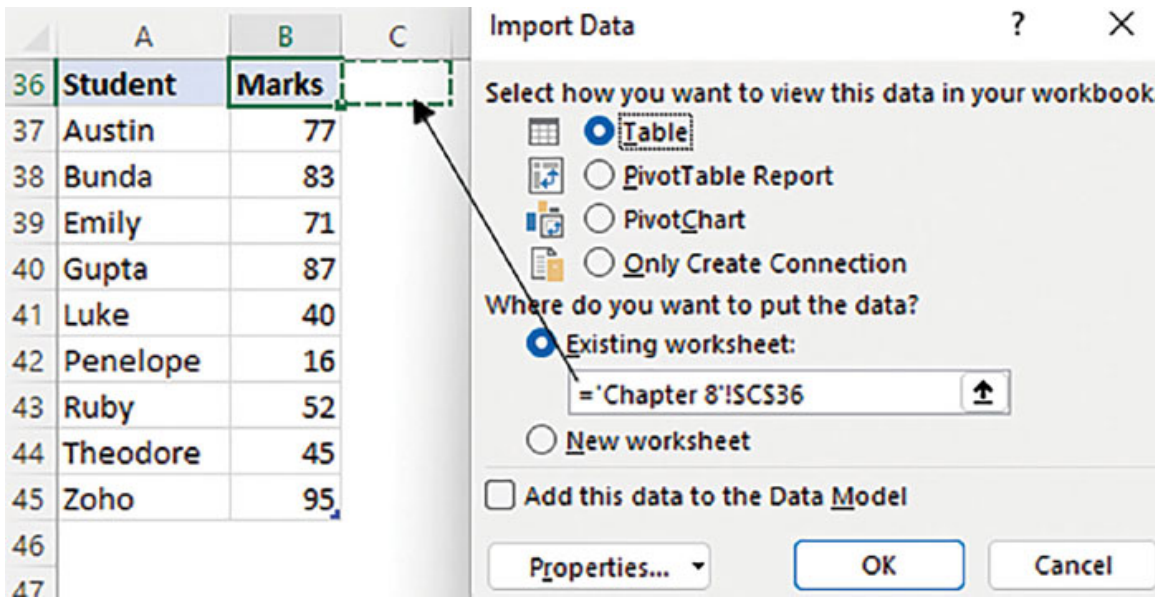 A B C
36 Student Marks
37 Austin 77
38 Bunda 83
39 Emily 71
40 Gupta 87
41 Luke 40
42 Penelope 16
43 Ruby 52
44 Theodore 45
45 Zoho 95
46
47
Import Data ? X
Select how you want to view this data in your workbook.
Table
PivotTable Report
PivotChart
Only Create Connection
Where do you want to put the data?
Existing worksheet:
='Chapter 8'!$C$36
New worksheet
Add this data to the Data Model
Properties...
OK
Cancel